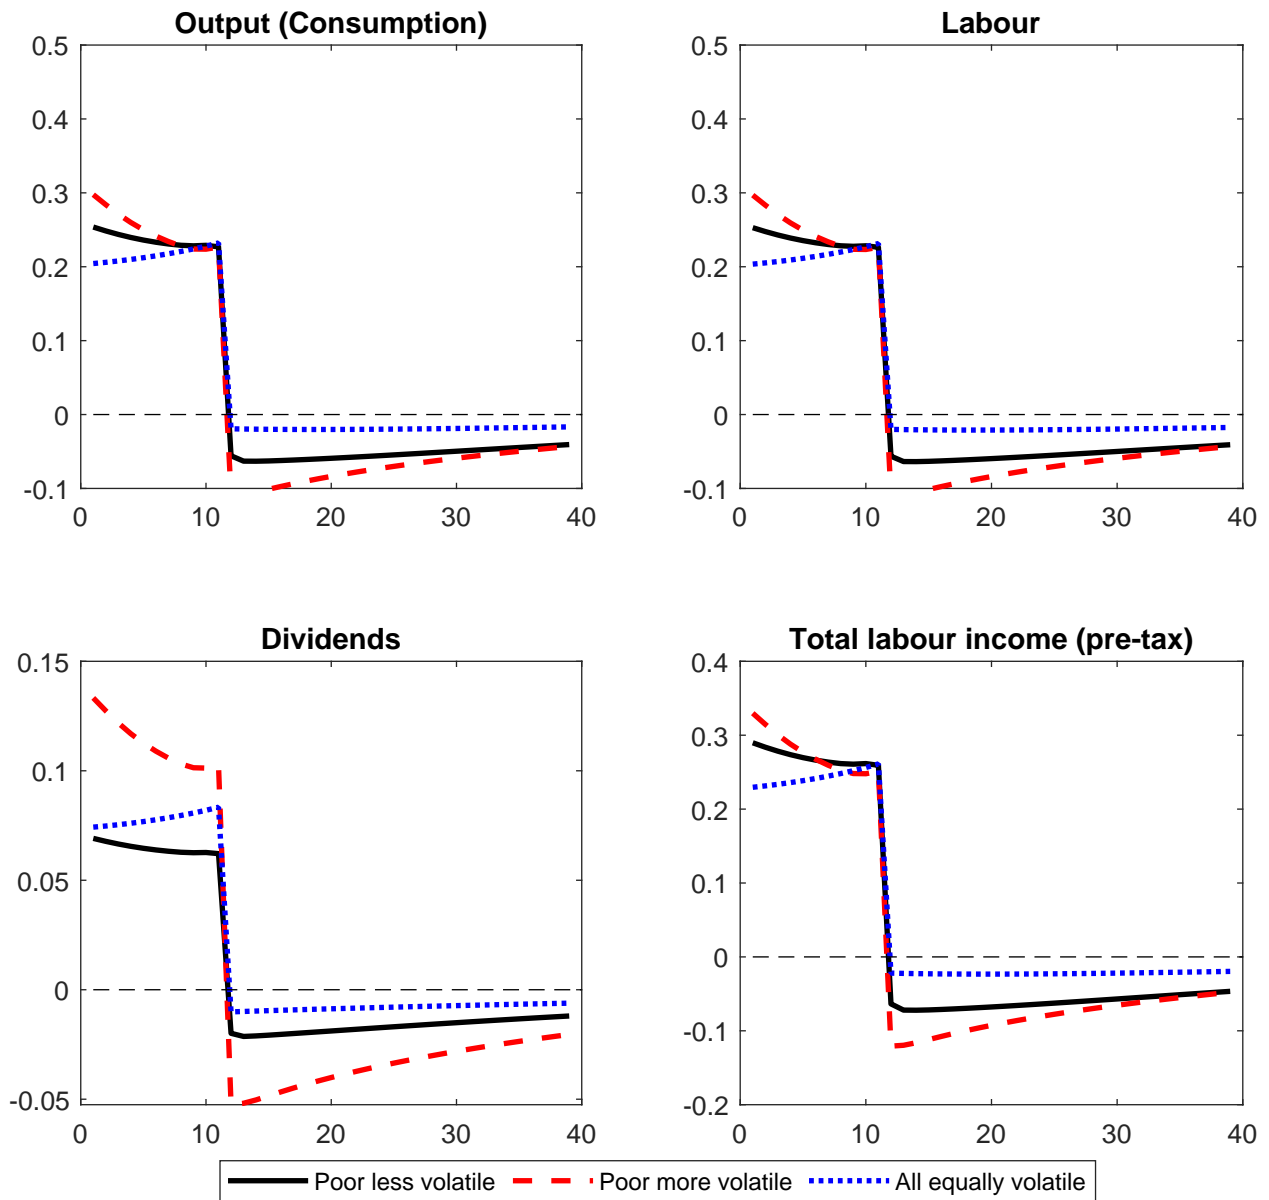 Output (Consumption)
0.5
0.4
0.3
0.2
0.1
0
-0.1
0 10 20 30 40
Labour
0.5
0.4
0.3
0.2
0.1
0
-0.1
0 10 20 30 40
Dividends
0.15
0.1
0.05
0
-0.05
0 10 20 30 40
Total labour income (pre-tax)
0.4
0.3
0.2
0.1
0
-0.1
-0.2
0 10 20 30 40
Poor less volatile Poor more volatile All equally volatile